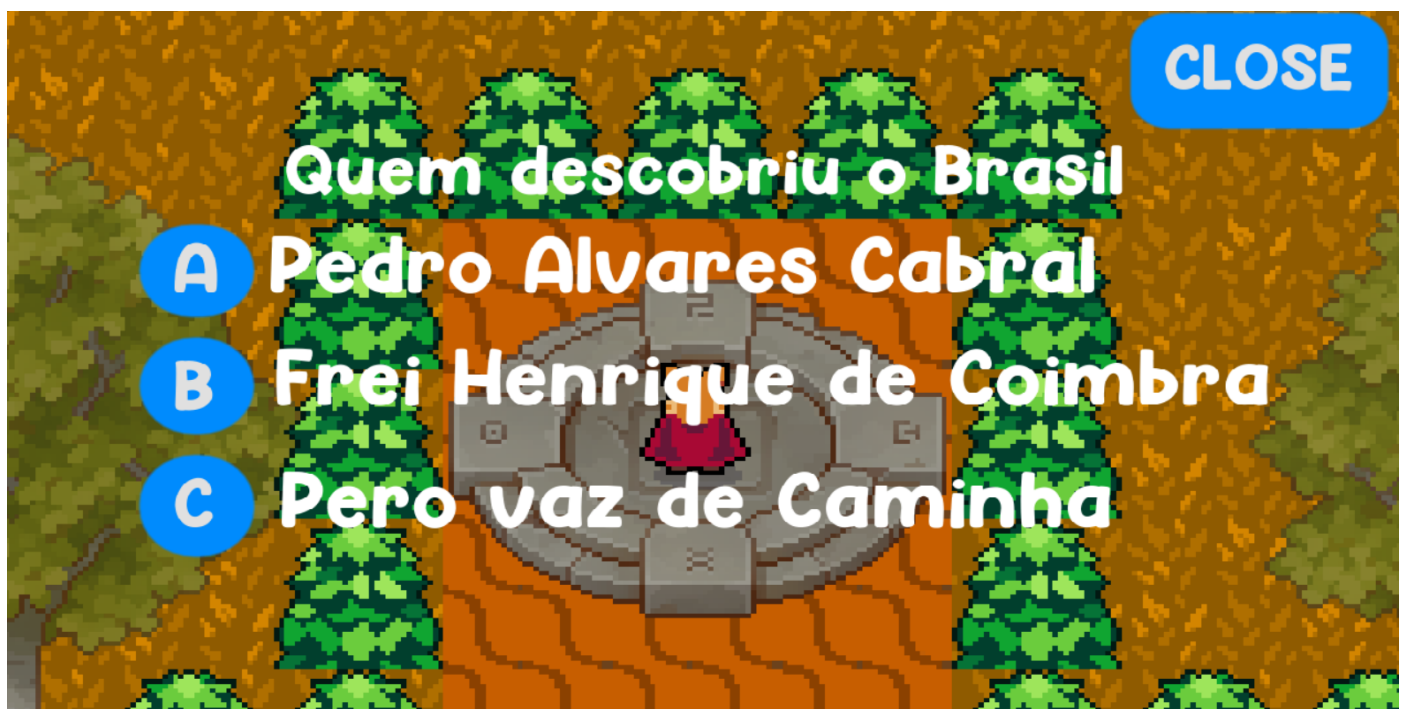 CLOSE
Quem descobriu o Brasil
A Pedro Alvares Cabral
B Frei Henrique de Coimbra
C Pero vaz de Caminha